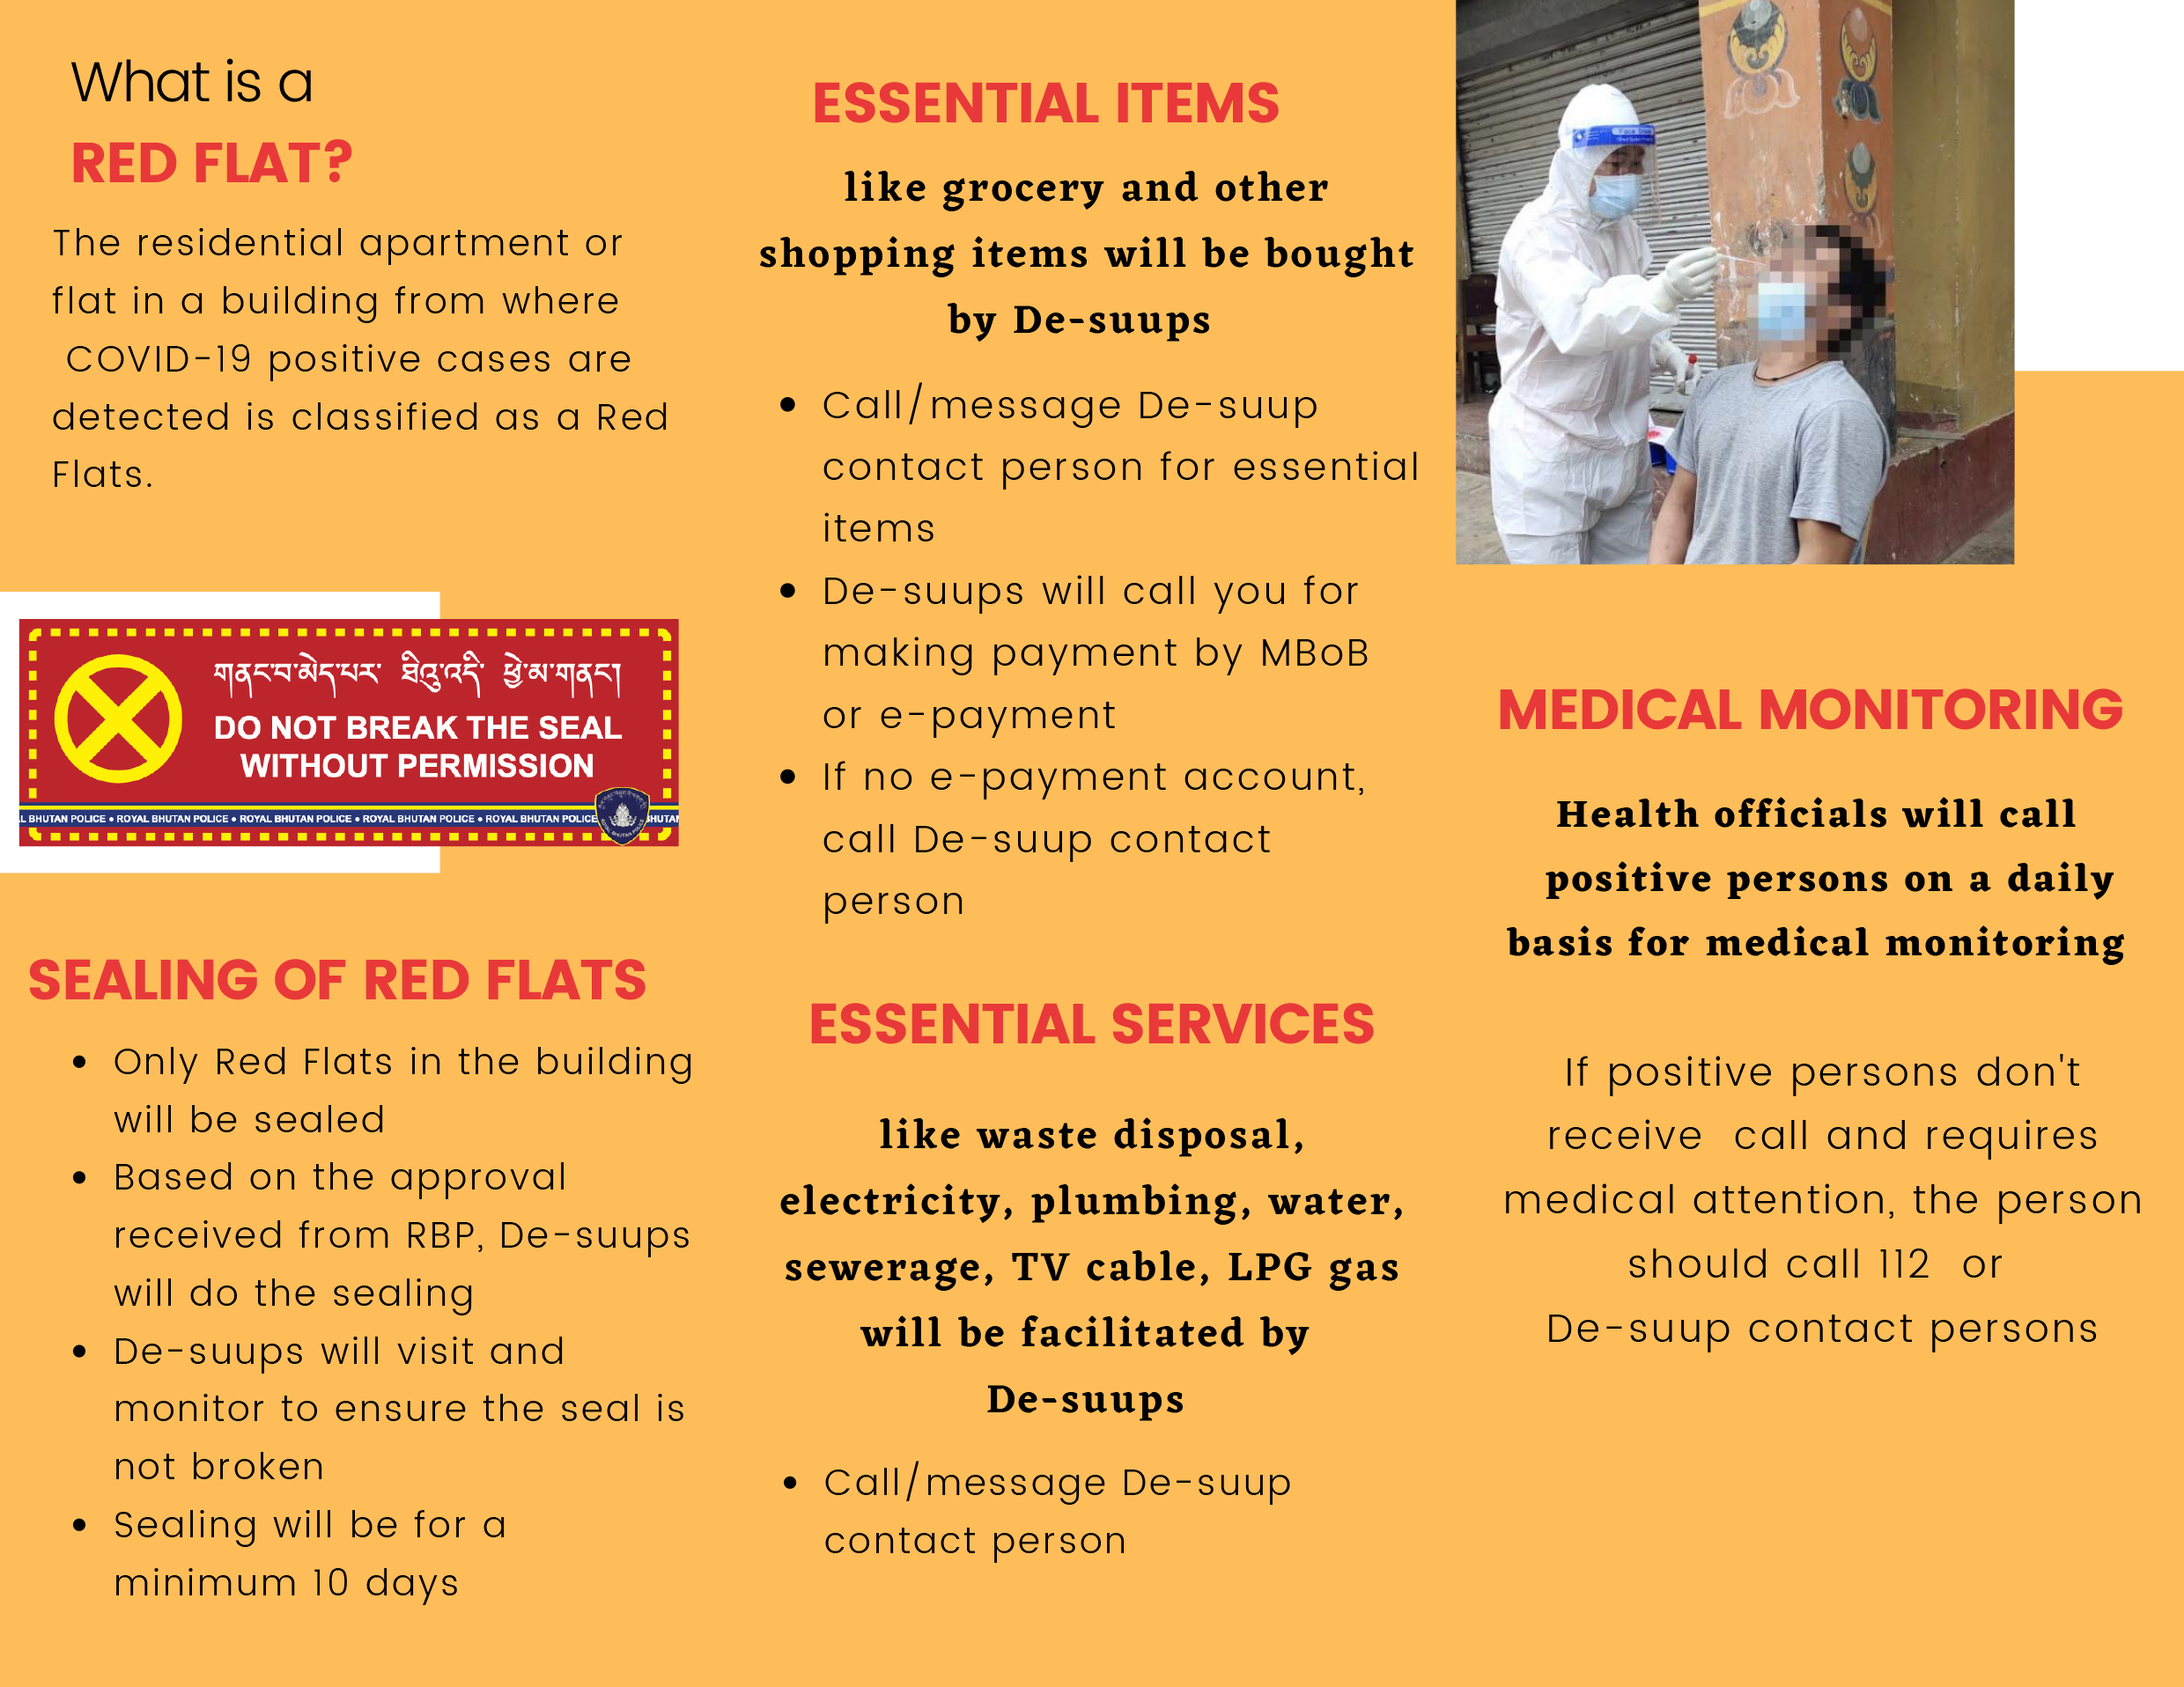 What is a
RED FLAT?
The residential apartment or
flat in a building from where
COVID-19 positive cases are
detected is classified as a Red
Flats.
གནང་བ་མེད་པར་ ཐིའུ་འདི་ ཕྱེ་མ་གནང་།
DO NOT BREAK THE SEAL
WITHOUT PERMISSION
L BHUTAN POLICE ● ROYAL BHUTAN POLICE ● ROYAL BHUTAN POLICE ● ROYAL BHUTAN POLICE ● ROYAL BHUTAN POLICE BHUTAN
SEALING OF RED FLATS
• Only Red Flats in the building
will be sealed
• Based on the approval
received from RBP, De-suups
will do the sealing
• De-suups will visit and
monitor to ensure the seal is
not broken
• Sealing will be for a
minimum 10 days
ESSENTIAL ITEMS
like grocery and other
shopping items will be bought
by De-suups
• Call/message De-suup
contact person for essential
items
• De-suups will call you for
making payment by MBoB
or e-payment
• If no e-payment account,
call De-suup contact
person
ESSENTIAL SERVICES
like waste disposal,
electricity, plumbing, water,
sewerage, TV cable, LPG gas
will be facilitated by
De-suups
• Call/message De-suup
contact person
MEDICAL MONITORING
Health officials will call
positive persons on a daily
basis for medical monitoring
If positive persons don't
receive call and requires
medical attention, the person
should call 112 or
De-suup contact persons